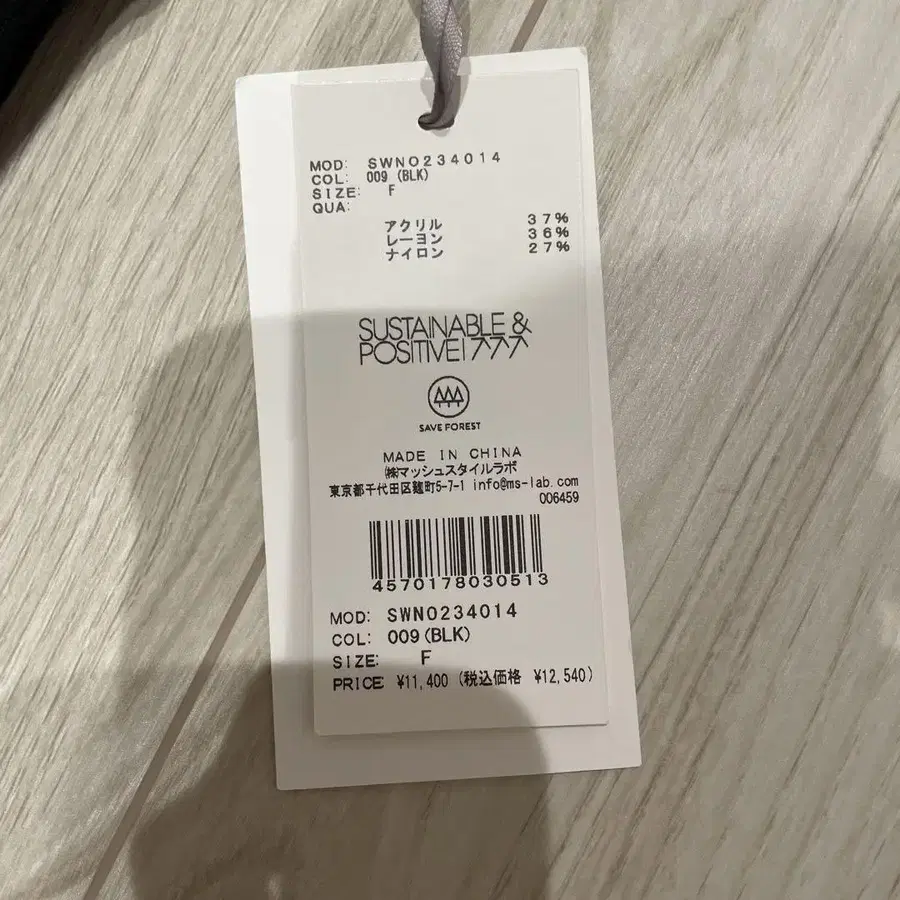 MOD: SWNO234014
COL: 009 (BLK)
SIZE: F
QUA:
アクリル 37%
レーヨン 36%
ナイロン 27%
SUSTAINABLE &
POSITIVE
SAVE FOREST
MADE IN CHINA
㈱マッシュスタイルラボ
東京都千代田区麹町5-7-1 info@ms-lab.com
006459
4570178030513
MOD: SWNO234014
COL: 009(BLK)
SIZE: F
PRICE ¥11,400 (税込価格 ¥12,540)